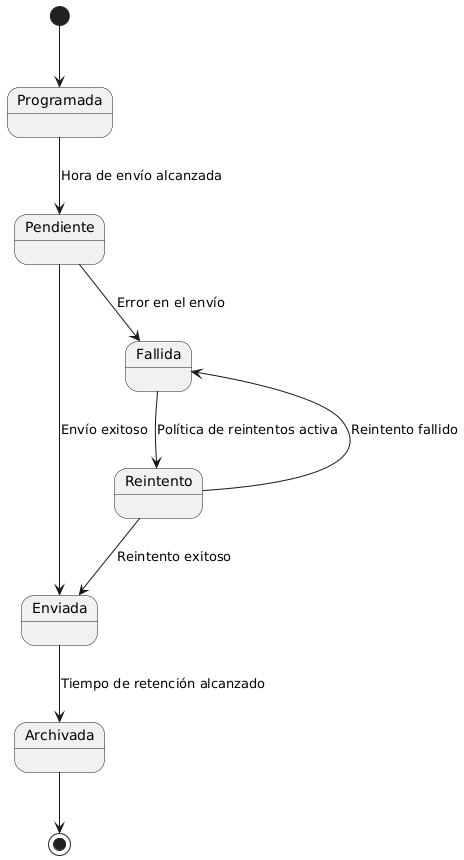 Programada
Hora de envío alcanzada
Pendiente
Error en el envío
Fallida
Envío exitoso
Política de reintentos activa
Reintento fallido
Reintento
Reintento exitoso
Enviada
Tiempo de retención alcanzado
Archivada